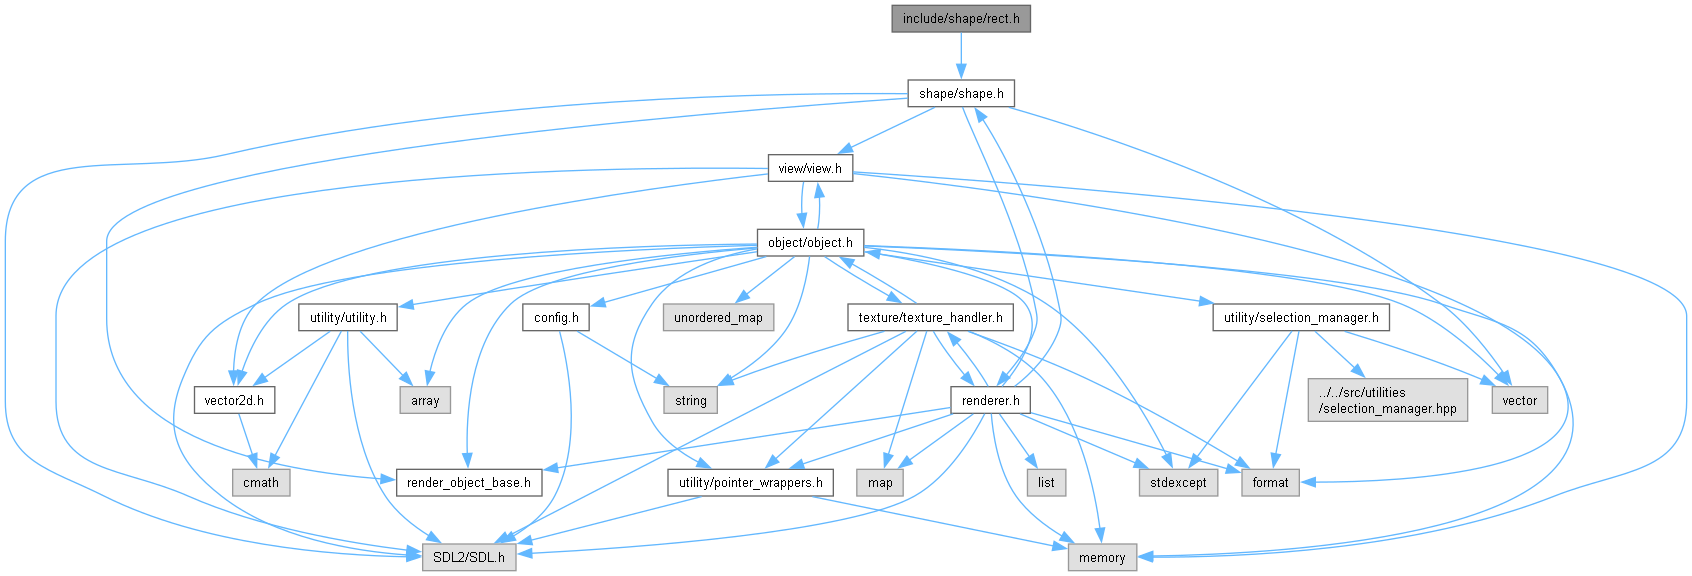 include/shape/rect.h
shape/shape.h
view/view.h
object/object.h
utility/utility.h
config.h
unordered_map
texture/texture_handler.h
utility/selection_manager.h
vector2d.h
array
string
renderer.h
../../src/utilities
/selection_manager.hpp
vector
cmath
render_object_base.h
utility/pointer_wrappers.h
map
list
stdexcept
format
SDL2/SDL.h
memory